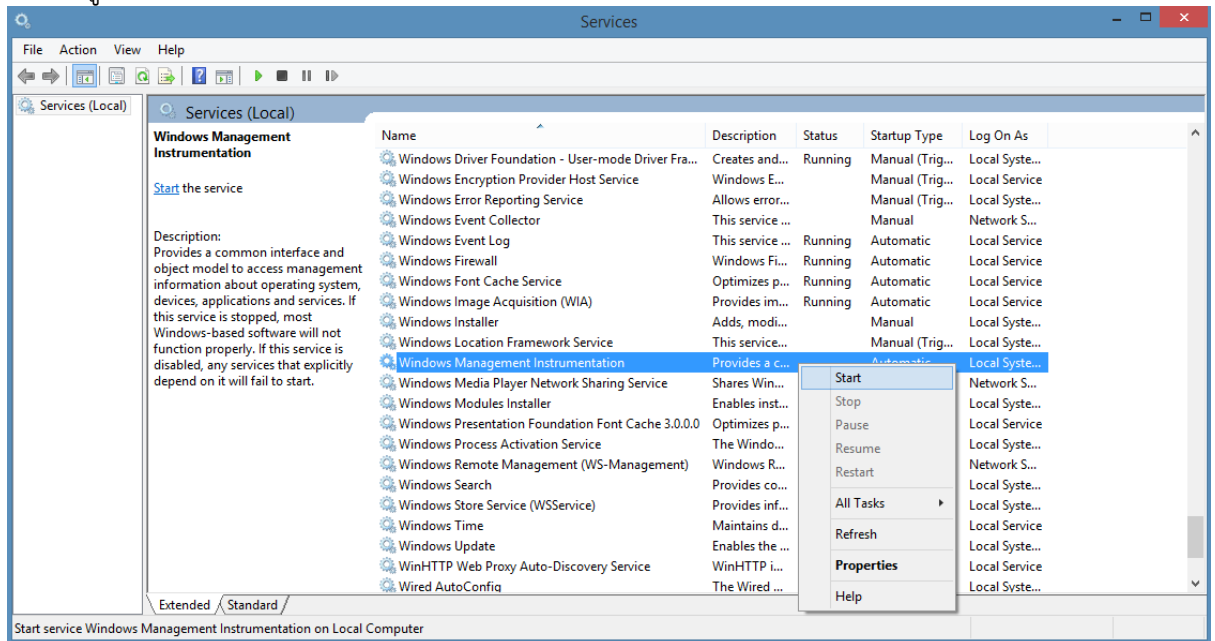 Services
File Action View Help
Services (Local)
Services (Local)
Windows Management
Instrumentation
Start the service
Description:
Provides a common interface and
object model to access management
information about operating system,
devices, applications and services. If
this service is stopped, most
Windows-based software will not
function properly. If this service is
disabled, any services that explicitly
depend on it will fail to start.
Name Description Status Startup Type Log On As
Windows Driver Foundation - User-mode Driver Fra... Creates and... Running Manual (Trig... Local Syste...
Windows Encryption Provider Host Service Windows E... Manual (Trig... Local Service
Windows Error Reporting Service Allows error... Manual (Trig... Local Syste...
Windows Event Collector This service ... Manual Network S...
Windows Event Log This service ... Running Automatic Local Service
Windows Firewall Windows Fi... Running Automatic Local Service
Windows Font Cache Service Optimizes p... Running Automatic Local Service
Windows Image Acquisition (WIA) Provides im... Running Automatic Local Service
Windows Installer Adds, modi... Manual Local Syste...
Windows Location Framework Service This service... Manual (Trig... Local Syste...
Windows Management Instrumentation Provides a c... Automatic Local Syste...
Windows Media Player Network Sharing Service Shares Win... Network S...
Windows Modules Installer Enables inst... Local Syste...
Windows Presentation Foundation Font Cache 3.0.0.0 Optimizes p... Local Service
Windows Process Activation Service The Windo... Local Syste...
Windows Remote Management (WS-Management) Windows R... Network S...
Windows Search Provides co... Local Syste...
Windows Store Service (WSService) Provides inf... Local Syste...
Windows Time Maintains d... Local Service
Windows Update Enables the ... Local Syste...
WinHTTP Web Proxy Auto-Discovery Service WinHTTP i... Local Service
Wired AutoConfig The Wired ... Local Syste...
Start
Stop
Pause
Resume
Restart
All Tasks
Refresh
Properties
Help
Extended Standard
Start service Windows Management Instrumentation on Local Computer